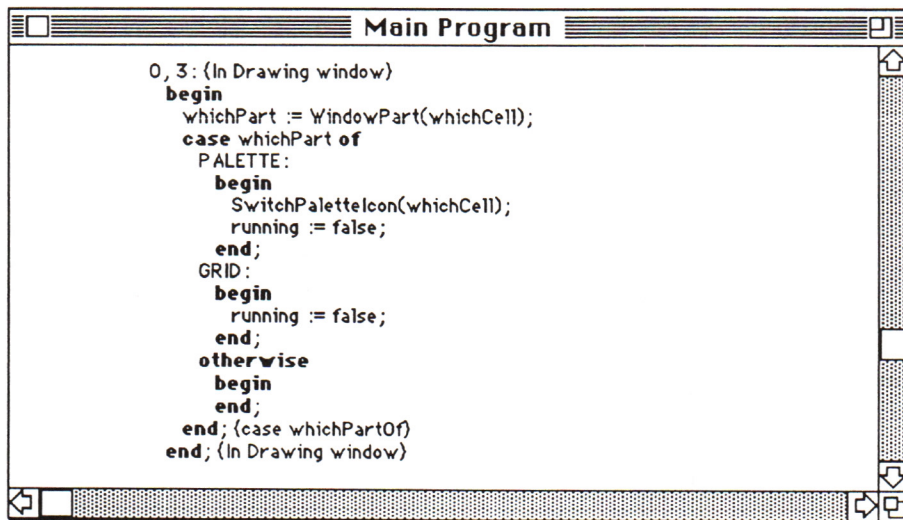 Main Program
0, 3: {In Drawing window}
begin
whichPart := WindowPart(whichCell);
case whichPart of
PALETTE:
begin
SwitchPaletteIcon(whichCell);
running := false;
end;
GRID:
begin
running := false;
end;
otherwise
begin
end;
end; {case whichPartOf}
end; {In Drawing window}